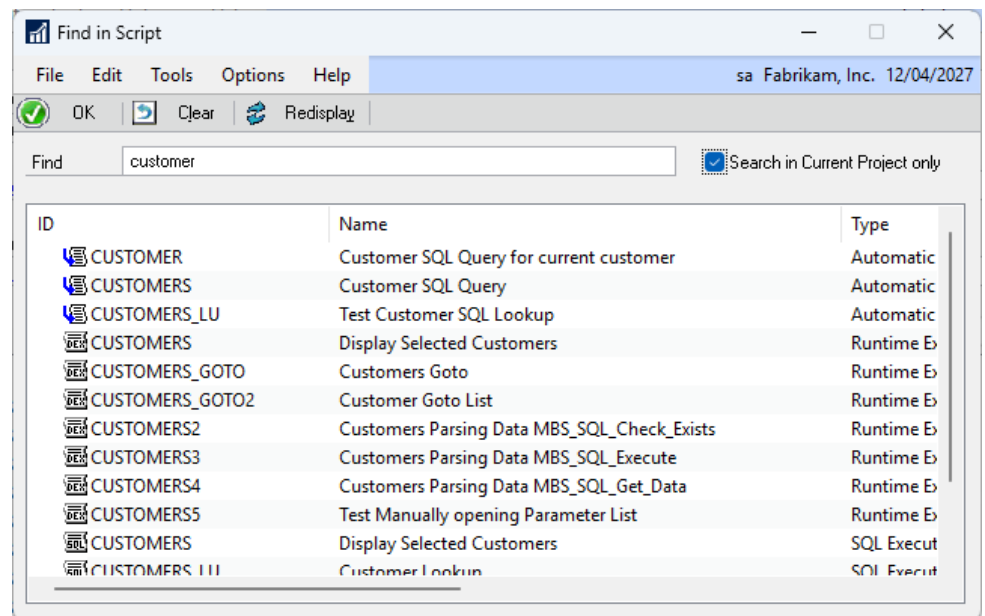 Find in Script
File Edit Tools Options Help sa Fabrikam, Inc. 12/04/2027
OK Clear Redisplay
Find customer Search in Current Project only
ID Name Type
CUSTOMER Customer SQL Query for current customer Automatic
CUSTOMERS Customer SQL Query Automatic
CUSTOMERS_LU Test Customer SQL Lookup Automatic
CUSTOMERS Display Selected Customers Runtime Ex
CUSTOMERS_GOTO Customers Goto Runtime Ex
CUSTOMERS_GOTO2 Customer Goto List Runtime Ex
CUSTOMERS2 Customers Parsing Data MBS_SQL_Check_Exists Runtime Ex
CUSTOMERS3 Customers Parsing Data MBS_SQL_Execute Runtime Ex
CUSTOMERS4 Customers Parsing Data MBS_SQL_Get_Data Runtime Ex
CUSTOMERS5 Test Manually opening Parameter List Runtime Ex
CUSTOMERS Display Selected Customers SQL Execut
CUSTOMERS_LU Customer Lookup SQL Execut